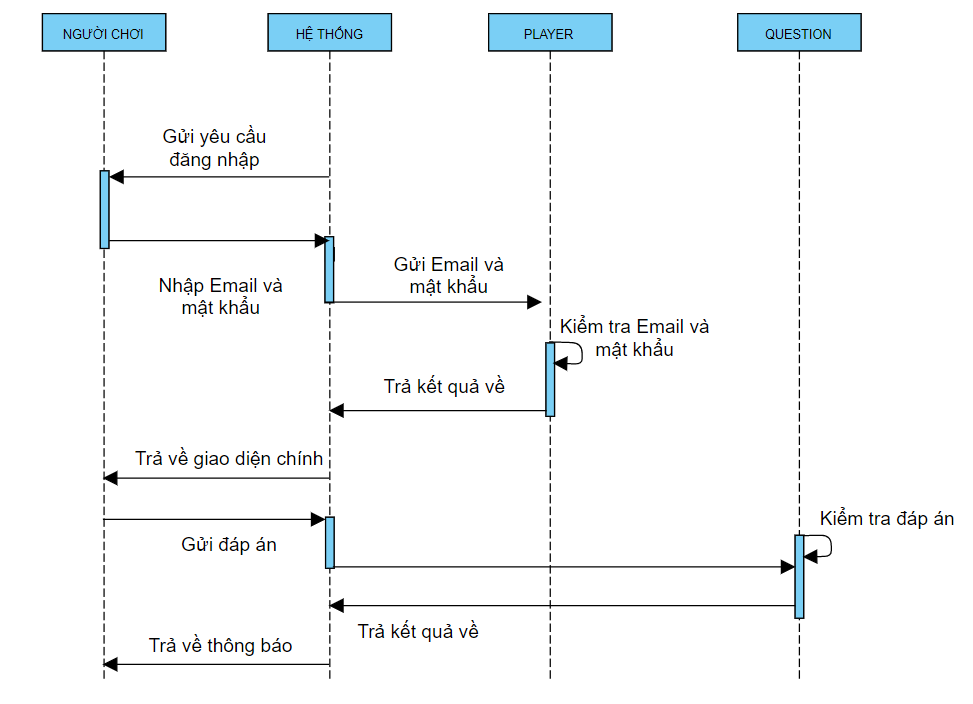 NGƯỜI CHƠI
HỆ THỐNG
PLAYER
QUESTION
Gửi yêu cầu
đăng nhập
Nhập Email và
mật khẩu
Gửi Email và
mật khẩu
Kiểm tra Email và
mật khẩu
Trả kết quả về
Trả về giao diện chính
Gửi đáp án
Kiểm tra đáp án
Trả kết quả về
Trả về thông báo